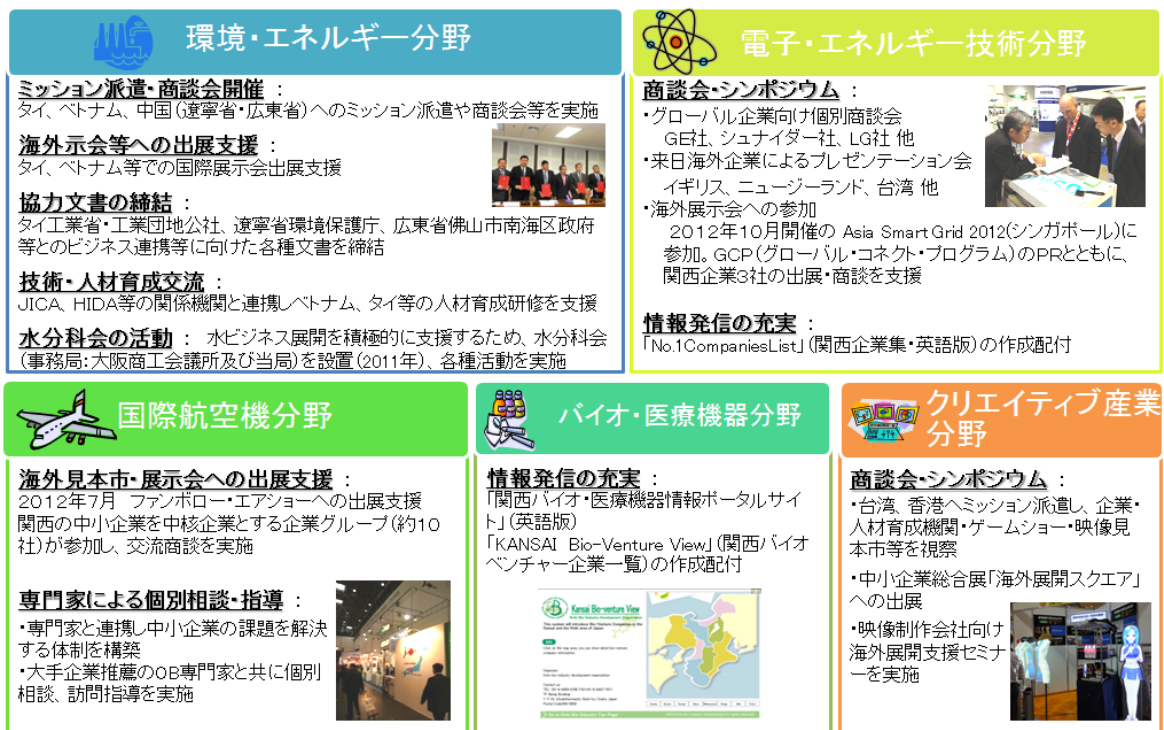 環境・エネルギー分野
ミッション派遣・商談会開催 :
タイ、ベトナム、中国(遼寧省・広東省)へのミッション派遣や商談会等を実施
海外示会等への出展支援 :
タイ、ベトナム等での国際展示会出展支援
協力文書の締結 :
タイ工業省・工業団地公社、遼寧省環境保護庁、広東省佛山市南海区政府
等とのビジネス連携等に向けた各種文書を締結
技術・人材育成交流 :
JICA、HIDA等の関係機関と連携しベトナム、タイ等の人材育成研修を支援
水分科会の活動 : 水ビジネス展開を積極的に支援するため、水分科会
(事務局:大阪商工会議所及び当局)を設置(2011年)、各種活動を実施
電子・エネルギー技術分野
商談会・シンポジウム :
・グローバル企業向け個別商談会
GE社、シュナイダー社、LG社 他
・来日海外企業によるプレゼンテーション会
イギリス、ニュージーランド、台湾 他
・海外展示会への参加
2012年10月開催の Asia Smart Grid 2012(シンガポール)に
参加。GCP(グローバル・コネクト・プログラム)のPRとともに、
関西企業3社の出展・商談を支援
情報発信の充実 :
「No.1CompaniesList」(関西企業集・英語版)の作成配付
国際航空機分野
海外見本市・展示会への出展支援 :
2012年7月 ファンボロー・エアショーへの出展支援
関西の中小企業を中核企業とする企業グループ(約10
社)が参加し、交流商談を実施
専門家による個別相談・指導 :
・専門家と連携し中小企業の課題を解決
する体制を構築
・大手企業推薦のOB専門家と共に個別
相談、訪問指導を実施
バイオ・医療機器分野
情報発信の充実 :
「関西バイオ・医療機器情報ポータルサイ
ト」(英語版)
「KANSAI Bio-Venture View」(関西バイオ
ベンチャー企業一覧)の作成配付
Kansai Bio-venture View
クリエイティブ産業
分野
商談会・シンポジウム :
・台湾、香港へミッション派遣し、企業・
人材育成機関・ゲームショー・映像見
本市等を視察
・中小企業総合展「海外展開スクエア」
への出展
・映像制作会社向け
海外展開支援セミナ
ーを実施